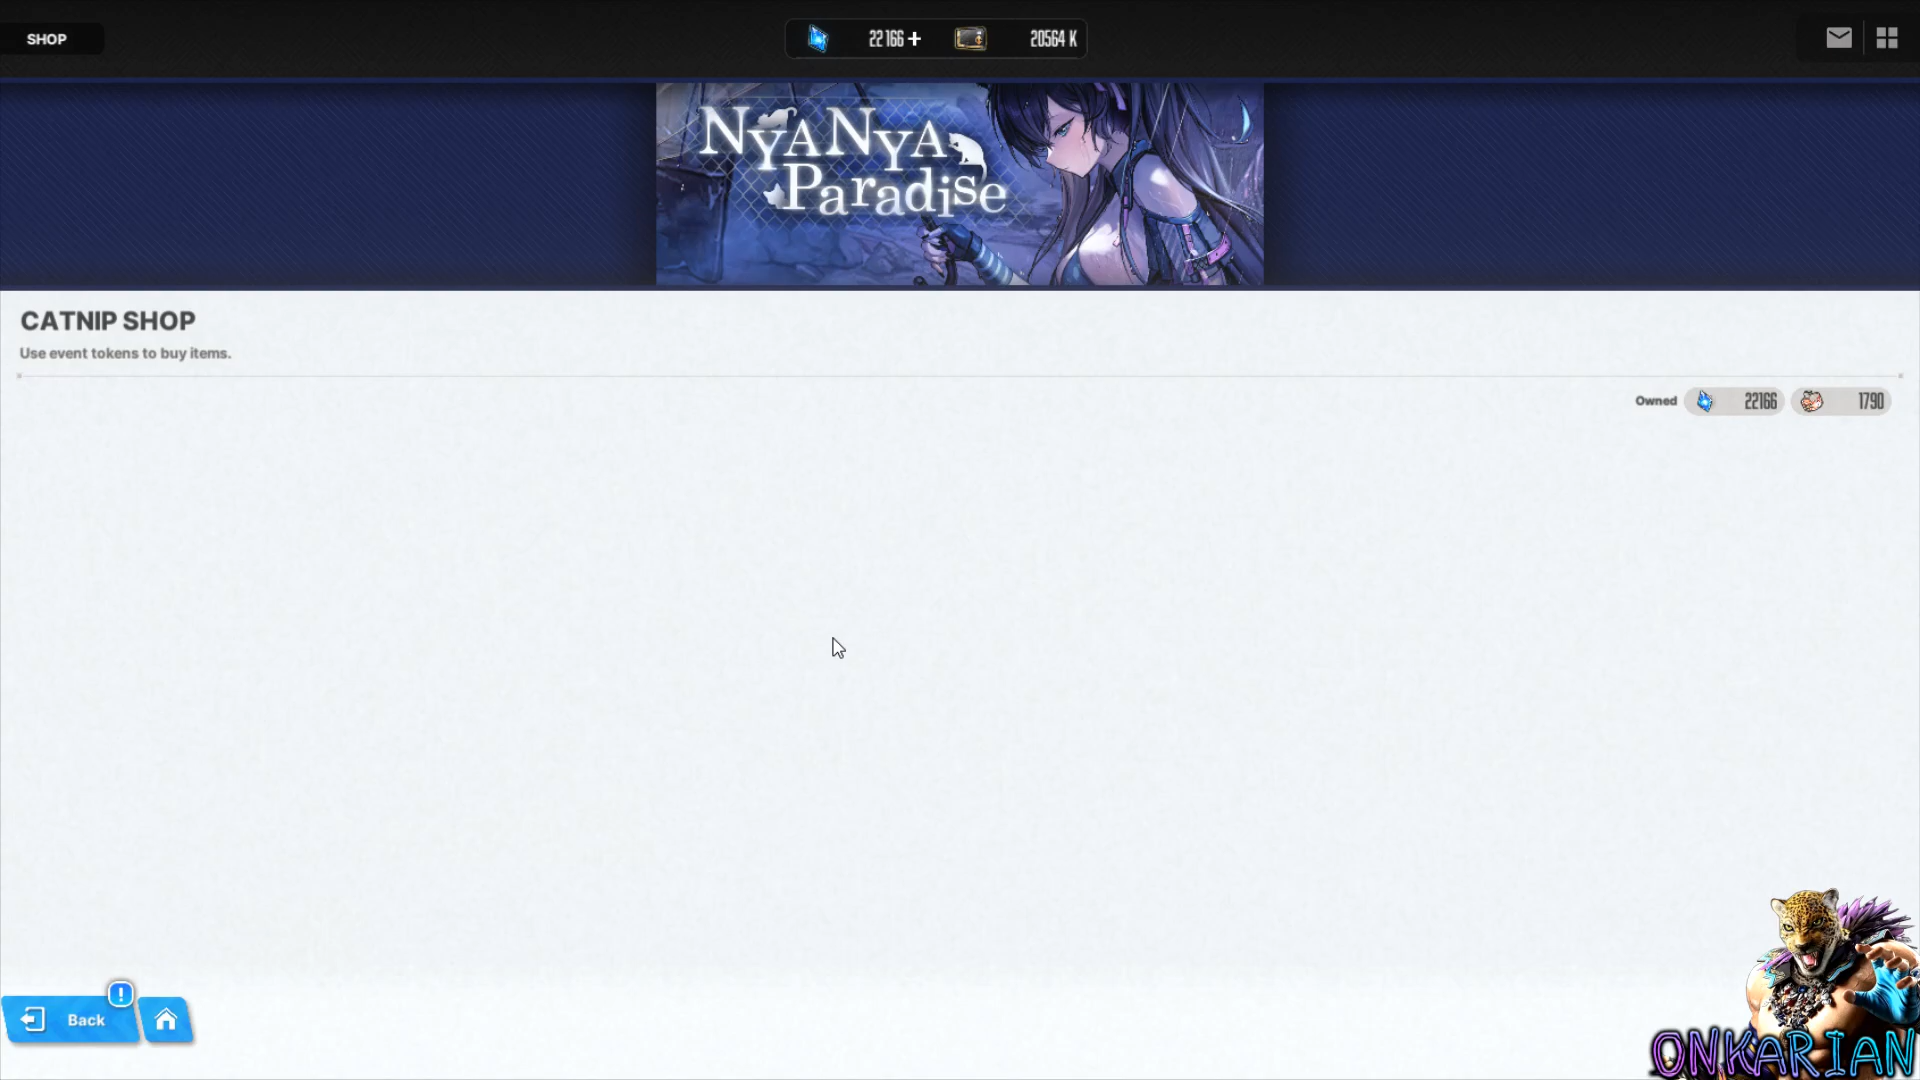 SHOP
22166 +
20564 K
NYANYA
Paradise
CATNIP SHOP
Use event tokens to buy items.
Owned 22166 1790
!
Back
ONKARIAN